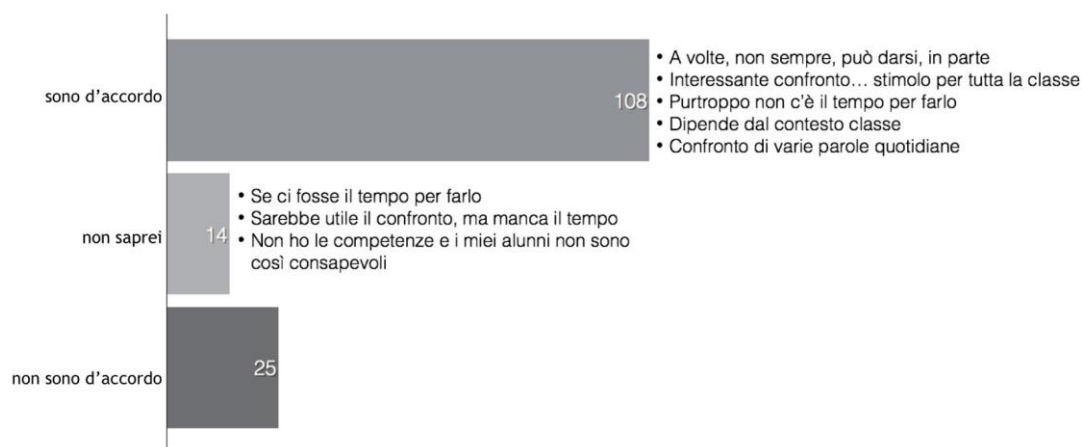 sono d'accordo
108
• A volte, non sempre, può darsi, in parte
• Interessante confronto… stimolo per tutta la classe
• Purtroppo non c'è il tempo per farlo
• Dipende dal contesto classe
• Confronto di varie parole quotidiane
non saprei
14
• Se ci fosse il tempo per farlo
• Sarebbe utile il confronto, ma manca il tempo
• Non ho le competenze e i miei alunni non sono
così consapevoli
non sono d'accordo
25